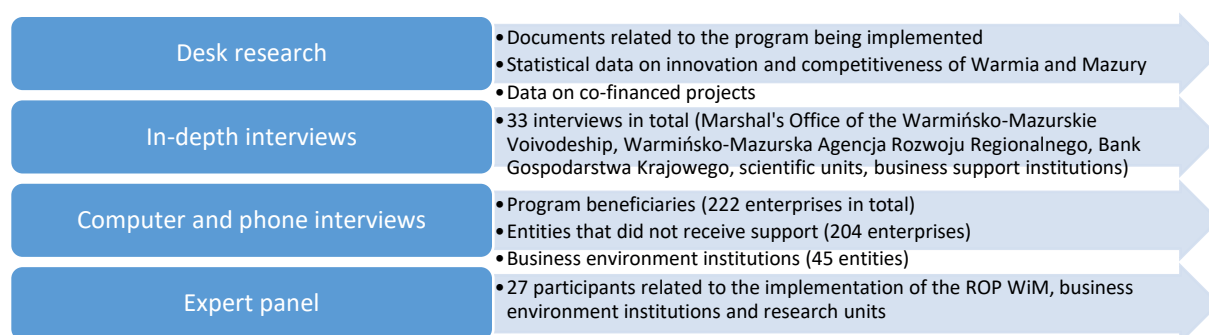 Desk research
•Documents related to the program being implemented
•Statistical data on innovation and competitiveness of Warmia and Mazury
•Data on co-financed projects
In-depth interviews
•33 interviews in total (Marshal's Office of the Warmińsko-Mazurskie
Voivodeship, Warmińsko-Mazurska Agencja Rozwoju Regionalnego, Bank
Gospodarstwa Krajowego, scientific units, business support institutions)
Computer and phone interviews
•Program beneficiaries (222 enterprises in total)
•Entities that did not receive support (204 enterprises)
•Business environment institutions (45 entities)
Expert panel
•27 participants related to the implementation of the ROP WiM, business
environment institutions and research units